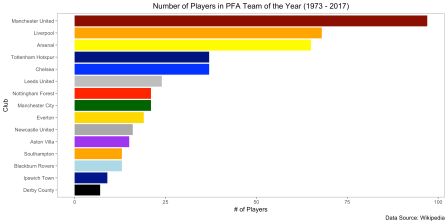 Number of Players in PFA Team of the Year (1973 - 2017)
Club
Manchester United
Liverpool
Arsenal
Tottenham Hotspur
Chelsea
Leeds United
Nottingham Forest
Manchester City
Everton
Newcastle United
Aston Villa
Southampton
Blackburn Rovers
Ipswich Town
Derby County
0 25 50 75 100
# of Players
Data Source: Wikipedia